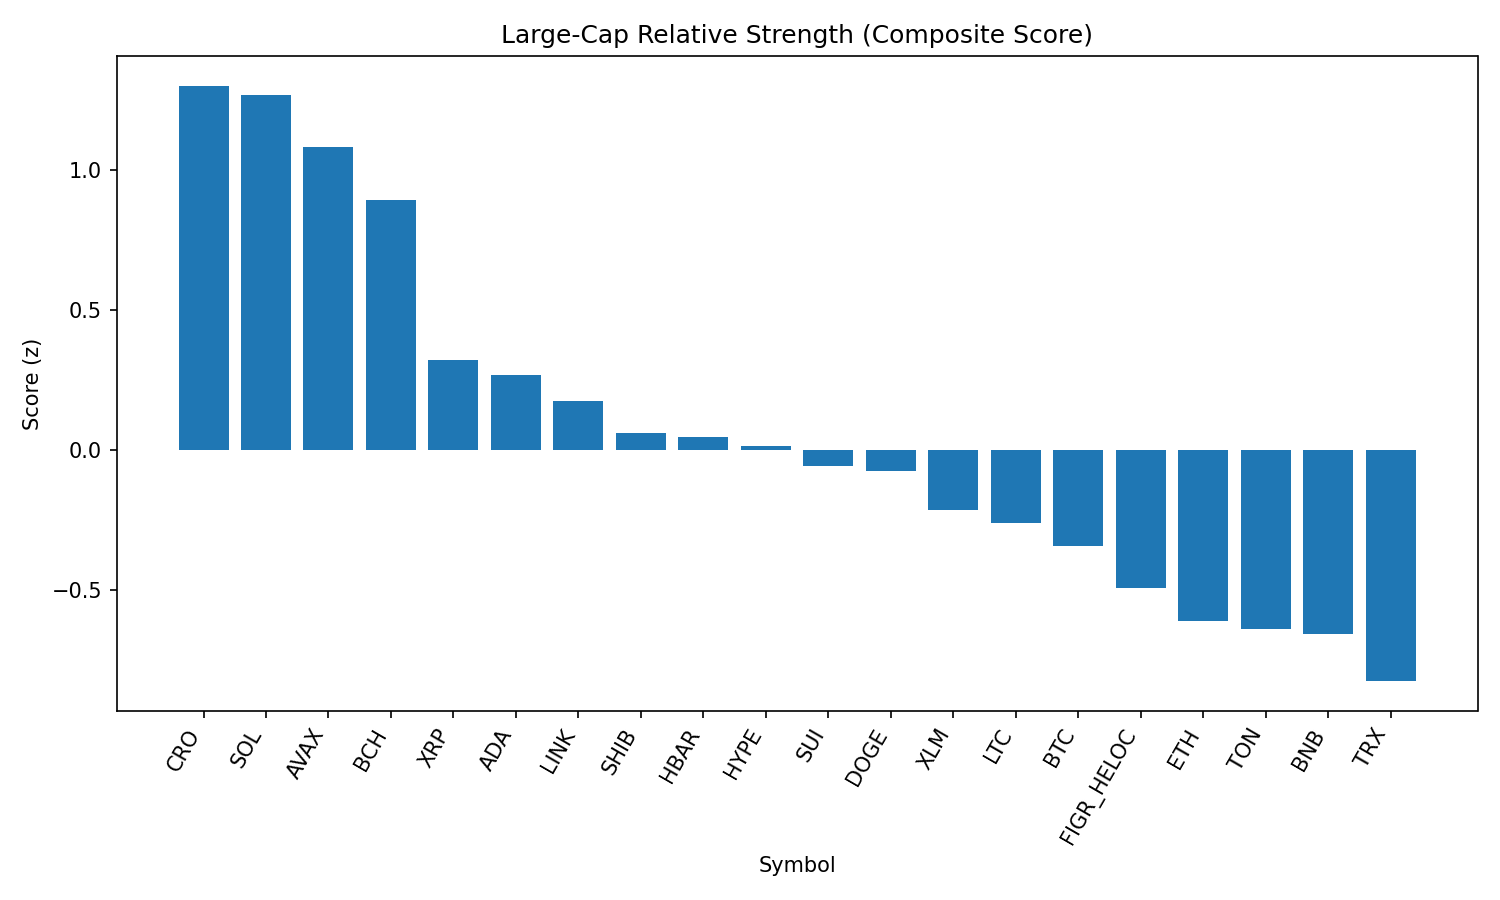 Large-Cap Relative Strength (Composite Score)
Score (z)
1.0
0.5
0.0
−0.5
CRO
SOL
AVAX
BCH
XRP
ADA
LINK
SHIB
HBAR
HYPE
SUI
DOGE
XLM
LTC
BTC
FIGR_HELOC
ETH
TON
BNB
TRX
Symbol